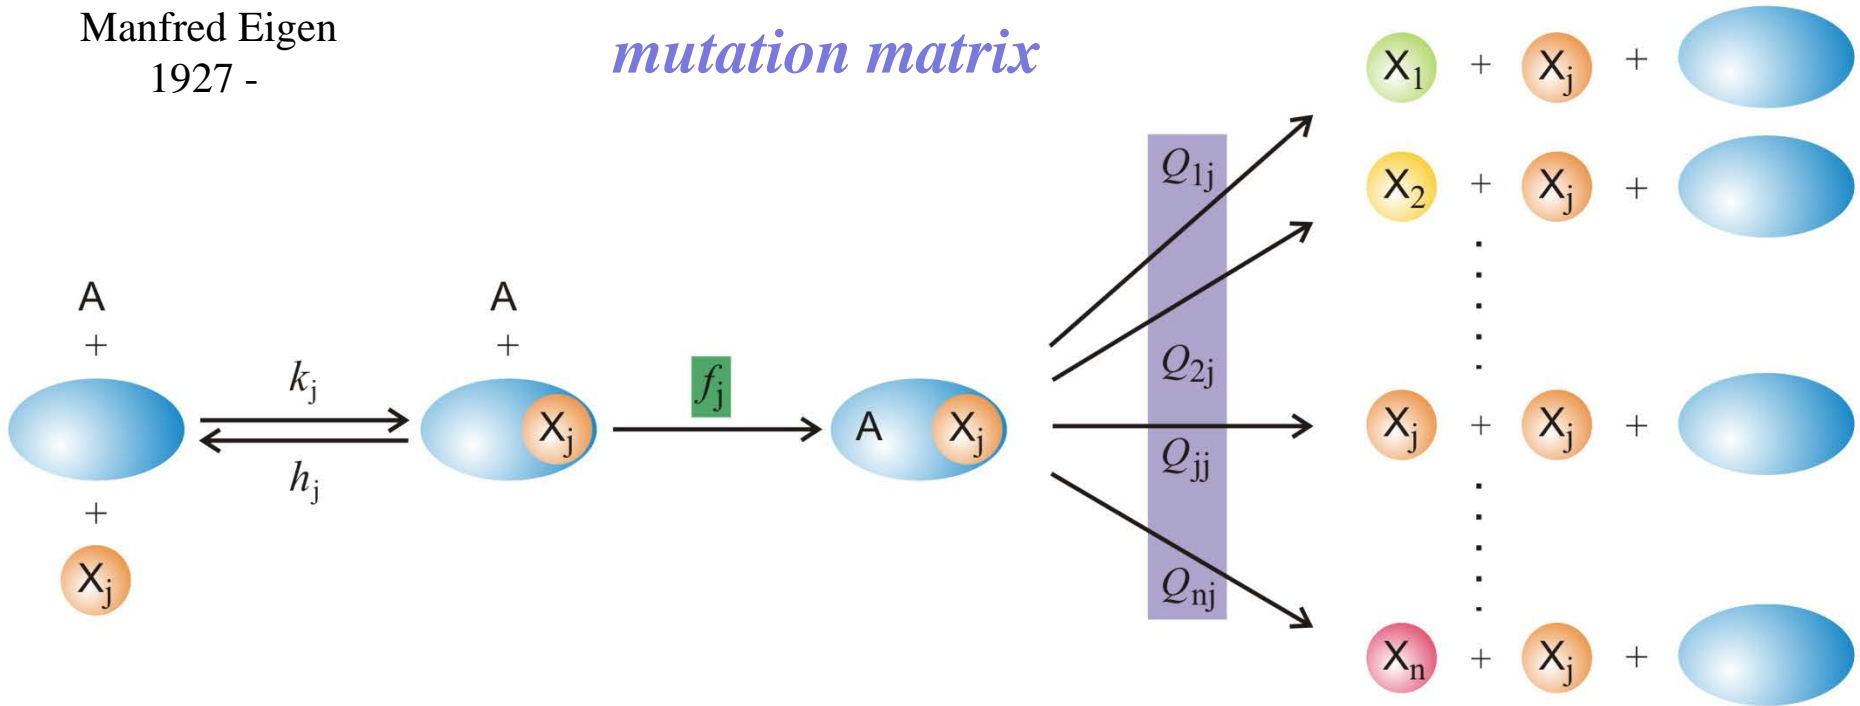 Manfred Eigen
1927 -
mutation matrix
X1 + Xj +
X2 + Xj +
Q1j
Q2j
A
+
kj
hj
+
Xj
A
+
Xj
fj
A Xj
Qjj
Qnj
Xj + Xj +
Xn + Xj +